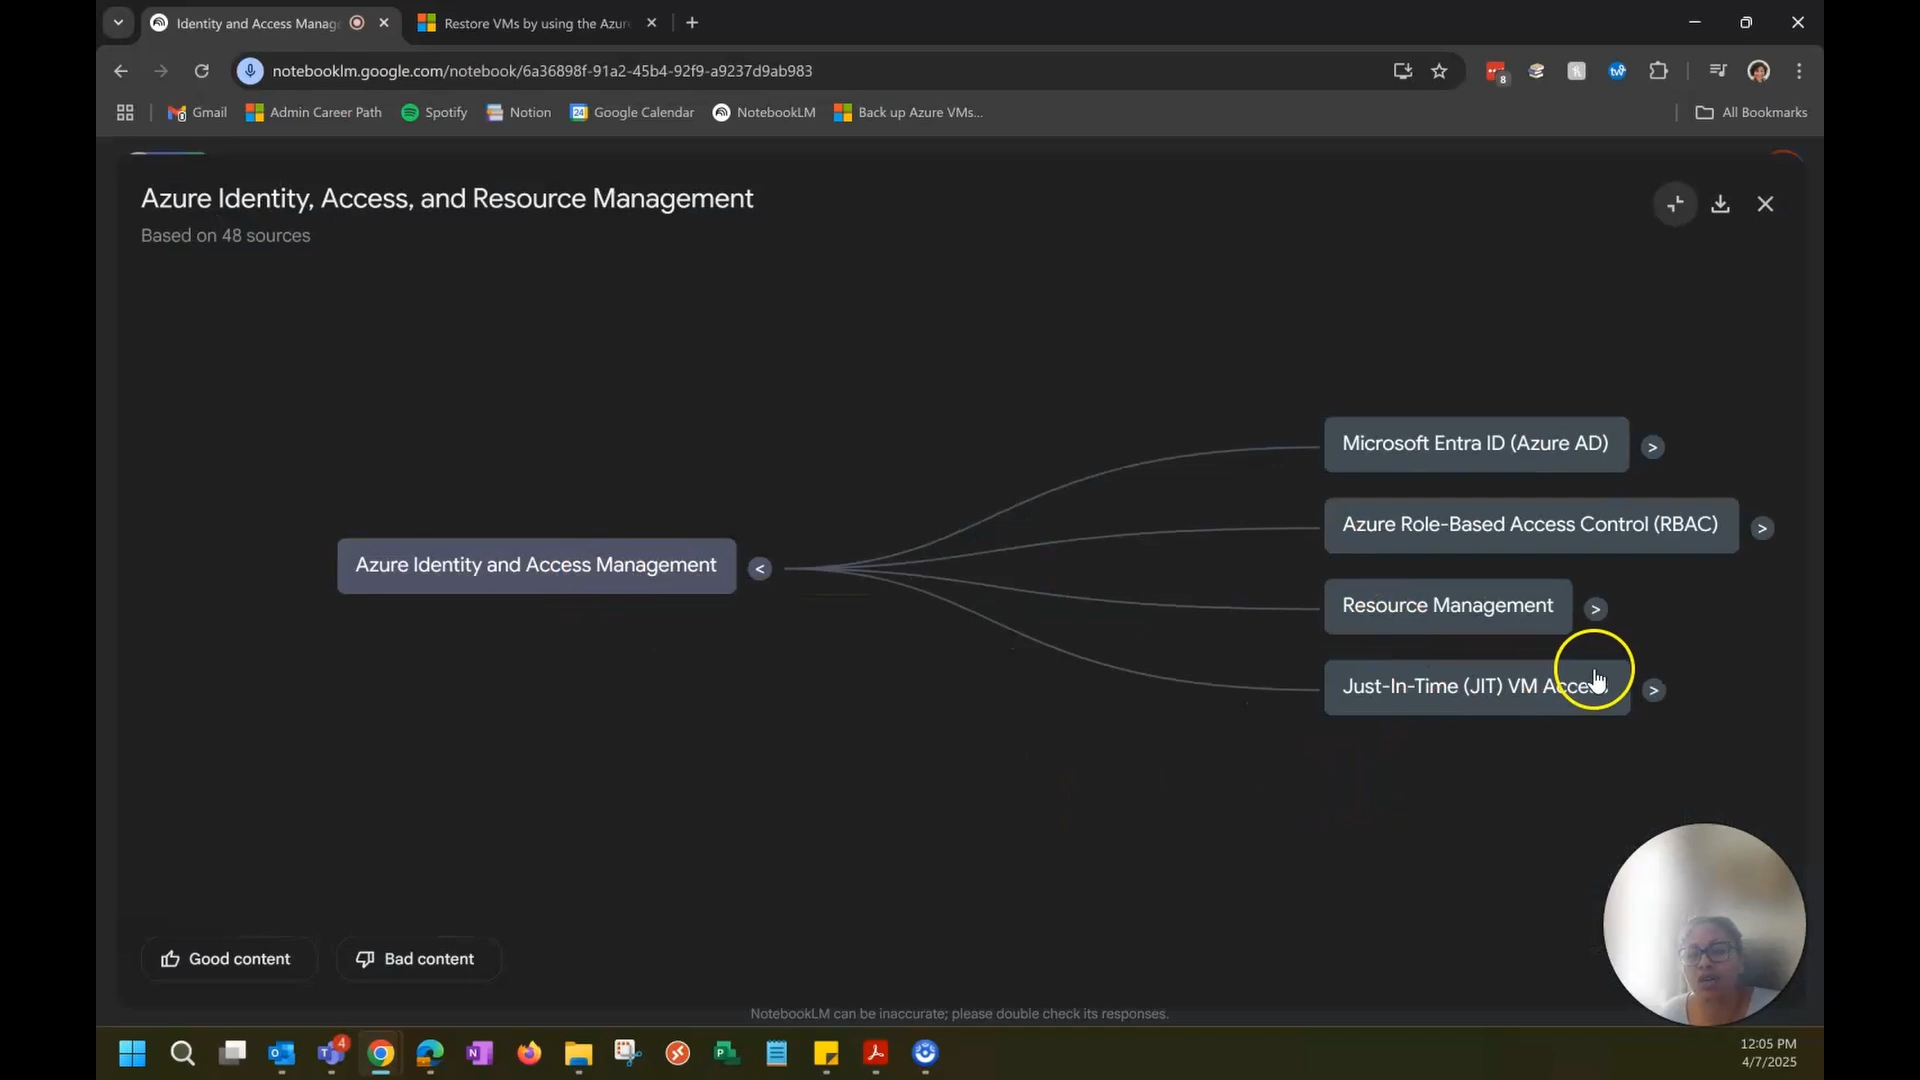 Identity and Access Manag
Restore VMs by using the Azur
notebooklm.google.com/notebook/6a36898f-91a2-45b4-92f9-a9237d9ab983
8
Gmail
Admin Career Path
Spotify
24
Google Calendar
Notion
NotebookLM
Back up Azure VMs...
All Bookmarks
Azure Identity, Access, and Resource Management
Based on 48 sources
Microsoft Entra ID (Azure AD)
>
Azure Role-Based Access Control (RBAC)
>
Azure Identity and Access Management
<
Resource Management
>
Just-In-Time (JIT) VM Access
>
Good content
Bad content
NotebookLM can be inaccurate; please double check its responses.
4
12:05 PM
4/7/2025